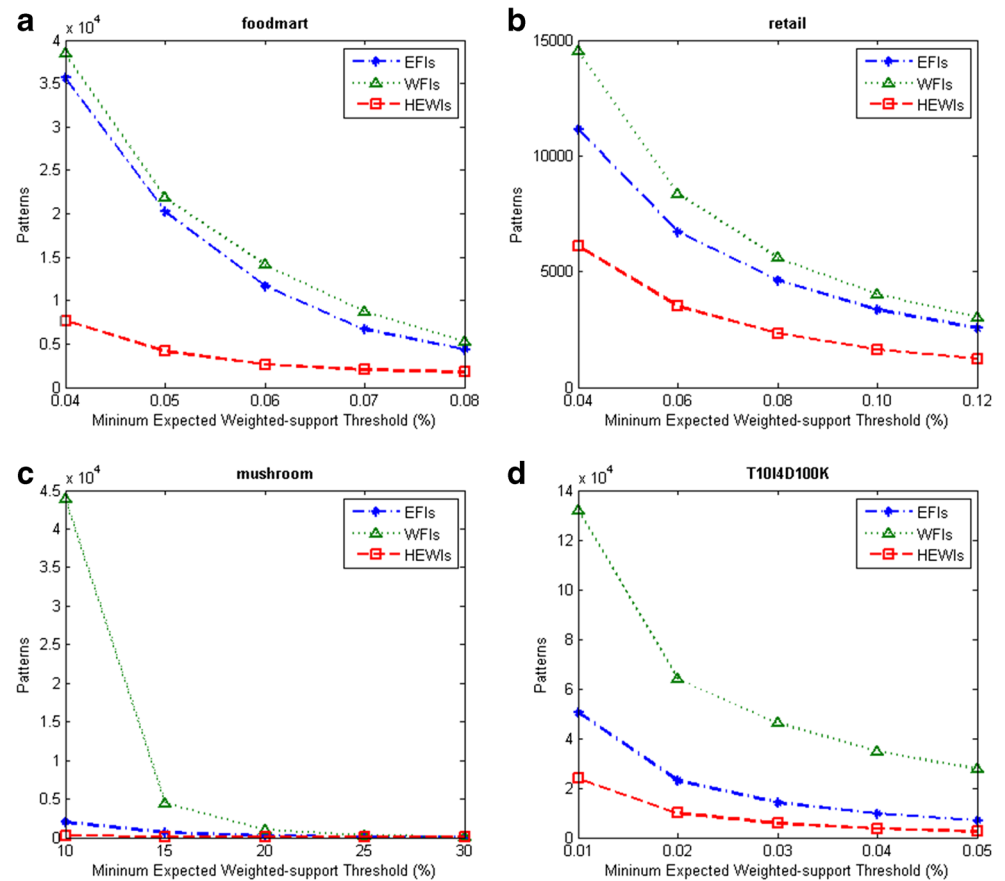 a
foodmart
x 10^4
4
3.5
3
2.5
2
1.5
1
0.5
0
Patterns
EFIs
WFIs
HEWIs
0.04 0.05 0.06 0.07 0.08
Mininum Expected Weighted-support Threshold (%)
b
retail
15000
10000
5000
0
Patterns
EFIs
WFIs
HEWIs
0.04 0.06 0.08 0.10 0.12
Mininum Expected Weighted-support Threshold (%)
c
mushroom
x 10^4
4.5
4
3.5
3
2.5
2
1.5
1
0.5
0
Patterns
EFIs
WFIs
HEWIs
10 15 20 25 30
Mininum Expected Weighted-support Threshold (%)
d
T10I4D100K
x 10^4
14
12
10
8
6
4
2
0
Patterns
EFIs
WFIs
HEWIs
0.01 0.02 0.03 0.04 0.05
Mininum Expected Weighted-support Threshold (%)